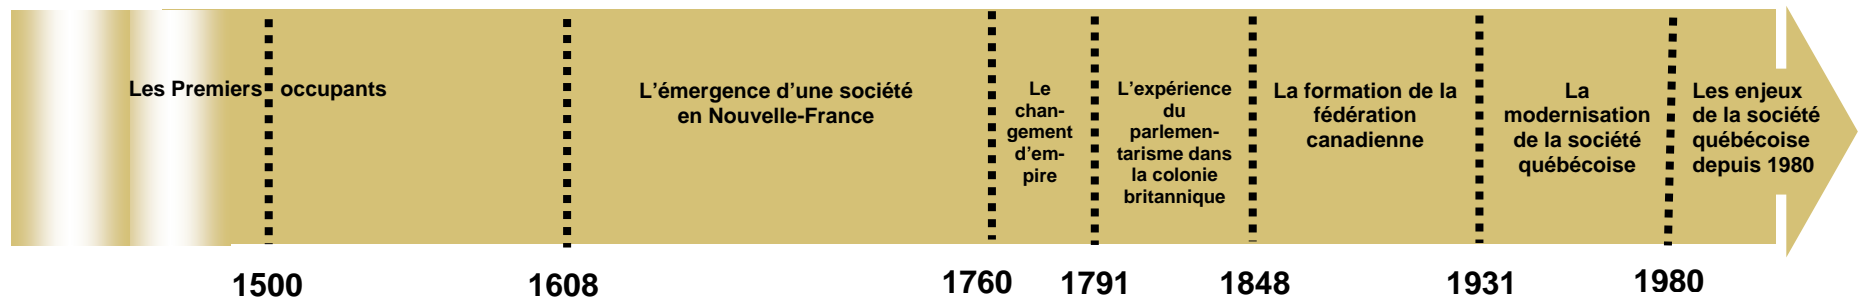 Les Premiers occupants
L’émergence d’une société
en Nouvelle-France
Le
chan-
gement
d’em-
pire
L’expérience
du
parlemen-
tarisme dans
la colonie
britannique
La formation de la
fédération
canadienne
La
modernisation
de la société
québécoise
Les enjeux
de la société
québécoise
depuis 1980
1500 1608 1760 1791 1848 1931 1980